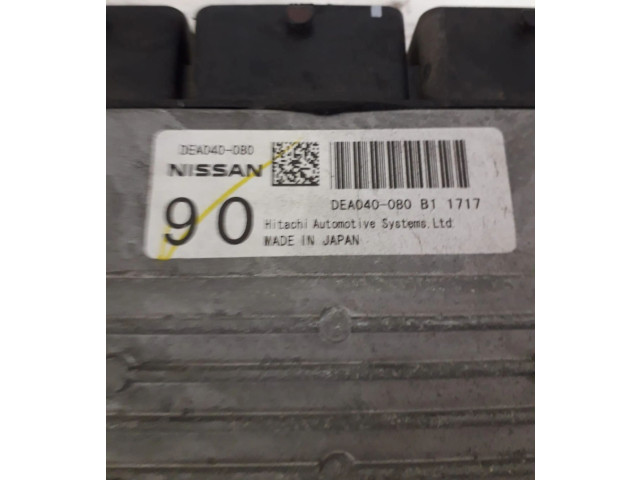 DEA040-080
NISSAN
90
DEA040-080 B1 1717
Hitachi Automotive Systems,Ltd.
MADE IN JAPAN